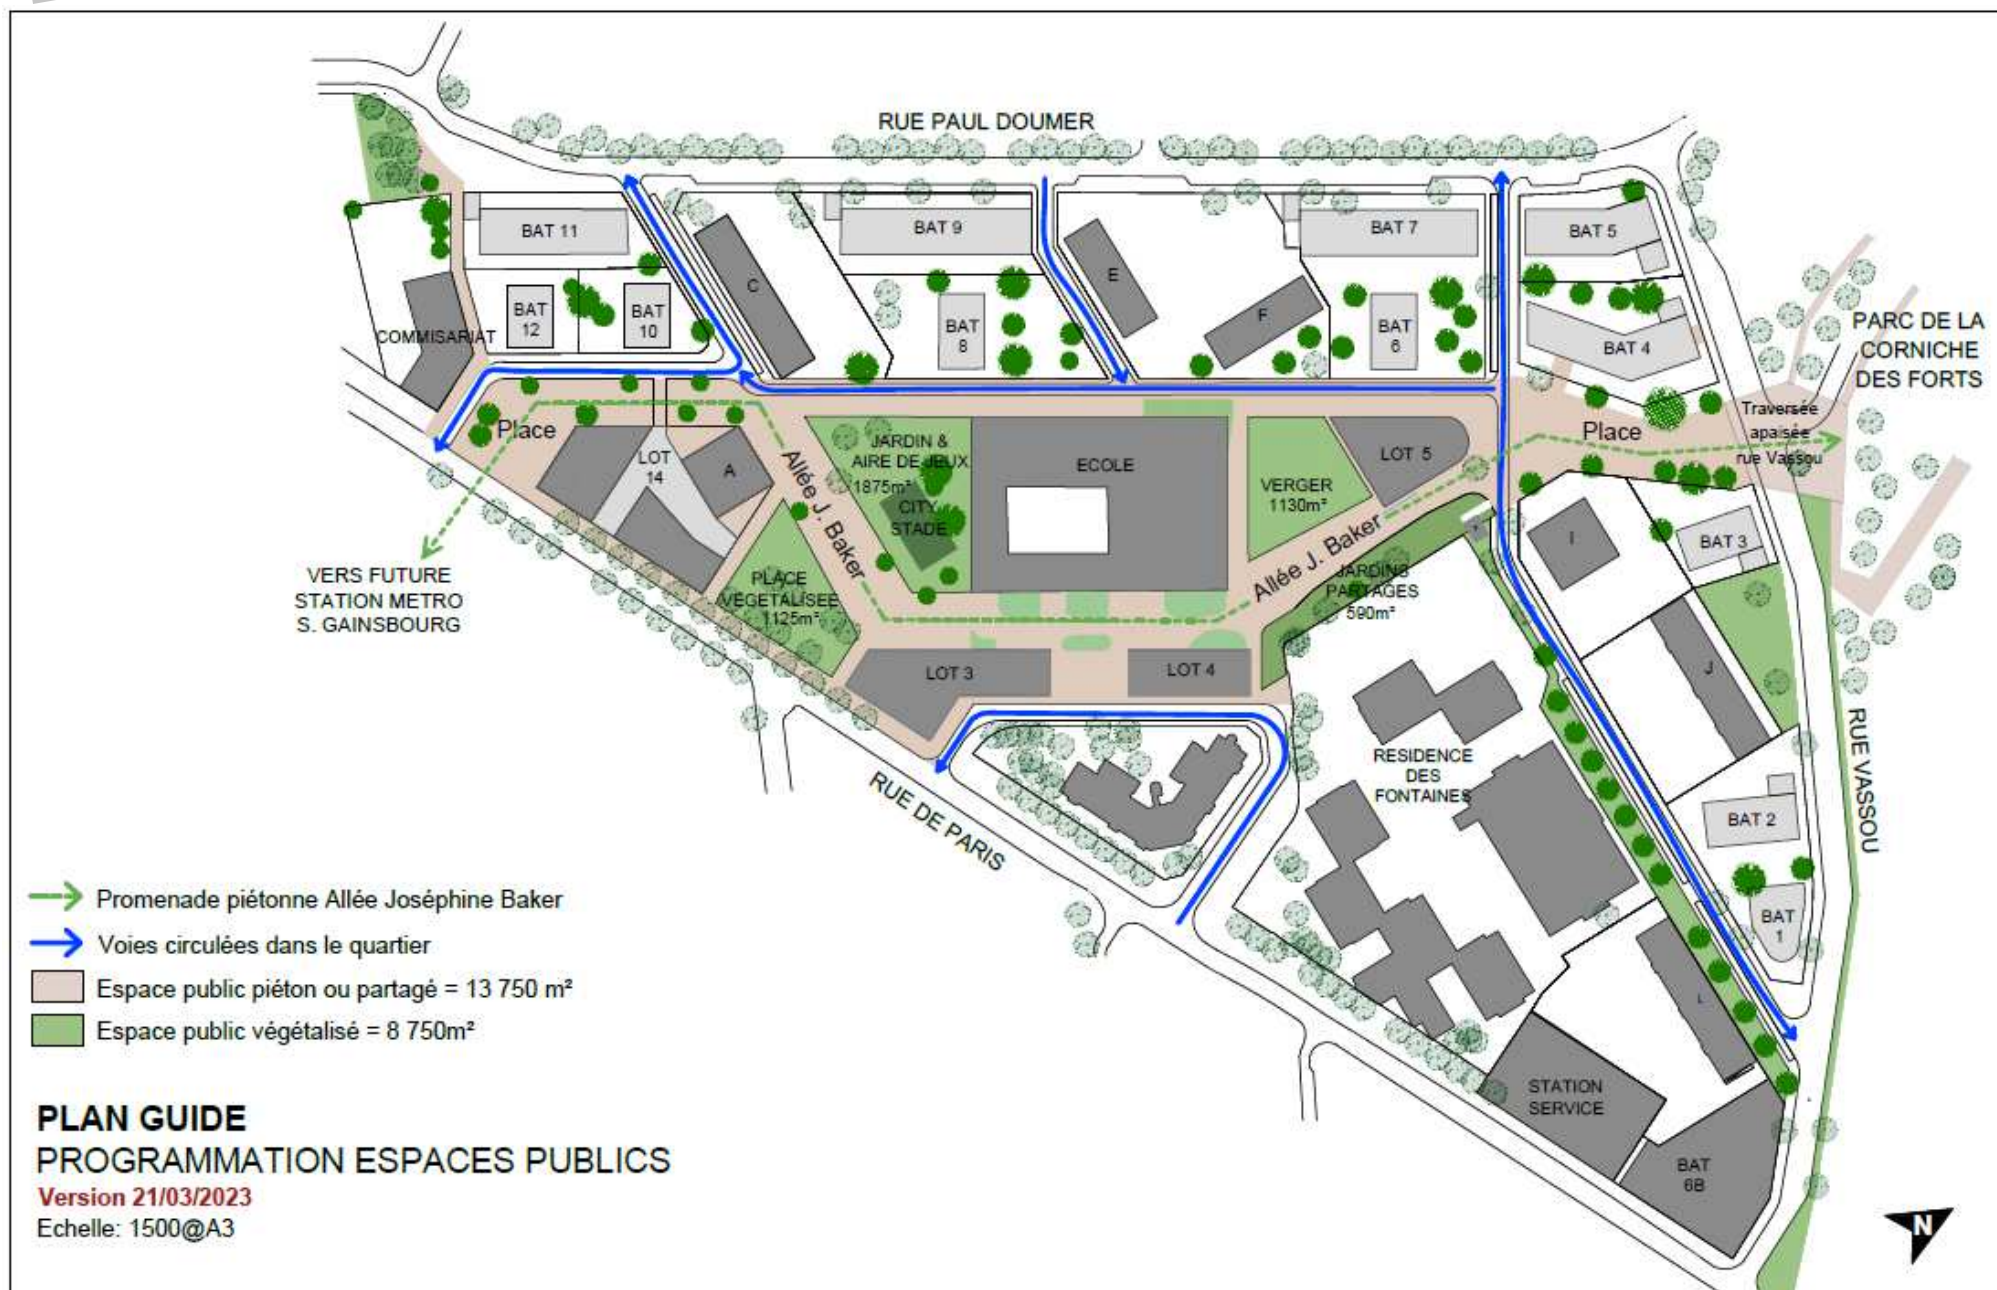 RUE PAUL DOUMER
BAT 11
BAT 9
BAT 7
BAT 5
C
E
F
BAT
12
BAT
10
BAT
8
BAT
6
BAT 4
COMMISARIAT
PARC DE LA
CORNICHE
DES FORTS
Place
LOT
14
A
Allée J. Baker
JARDIN &
AIRE DE JEUX
1875m²
CITY
STADE
ECOLE
VERGER
1130m²
LOT 5
Place
Traversée
apaisée
rue Vassou
Allée J. Baker
I
BAT 3
VERS FUTURE
STATION METRO
S. GAINSBOURG
PLACE
VEGETALISEE
1125m²
JARDINS
PARTAGES
590m²
LOT 3
LOT 4
J
RUE DE PARIS
RESIDENCE
DES
FONTAINES
RUE VASSOU
BAT 2
BAT
1
L
STATION
SERVICE
BAT
6B
Promenade piétonne Allée Joséphine Baker
Voies circulées dans le quartier
Espace public piéton ou partagé = 13 750 m²
Espace public végétalisé = 8 750m²
PLAN GUIDE
PROGRAMMATION ESPACES PUBLICS
Version 21/03/2023
Echelle: 1500@A3
N